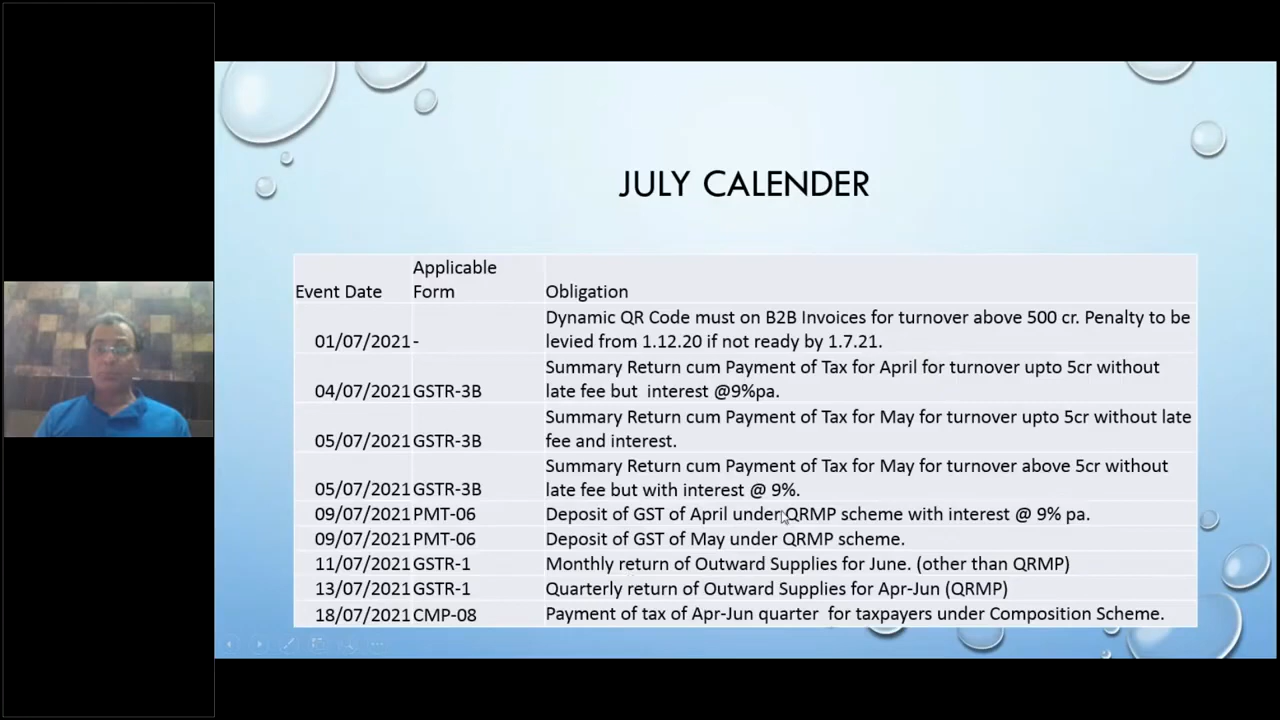 JULY CALENDER
Applicable
Event Date Form Obligation
Dynamic QR Code must on B2B Invoices for turnover above 500 cr. Penalty to be
01/07/2021 - levied from 1.12.20 if not ready by 1.7.21.
Summary Return cum Payment of Tax for April for turnover upto 5cr without
04/07/2021 GSTR-3B late fee but interest @9%pa.
Summary Return cum Payment of Tax for May for turnover upto 5cr without late
05/07/2021 GSTR-3B fee and interest.
Summary Return cum Payment of Tax for May for turnover above 5cr without
05/07/2021 GSTR-3B late fee but with interest @ 9%.
09/07/2021 PMT-06 Deposit of GST of April under QRMP scheme with interest @ 9% pa.
09/07/2021 PMT-06 Deposit of GST of May under QRMP scheme.
11/07/2021 GSTR-1 Monthly return of Outward Supplies for June. (other than QRMP)
13/07/2021 GSTR-1 Quarterly return of Outward Supplies for Apr-Jun (QRMP)
18/07/2021 CMP-08 Payment of tax of Apr-Jun quarter for taxpayers under Composition Scheme.